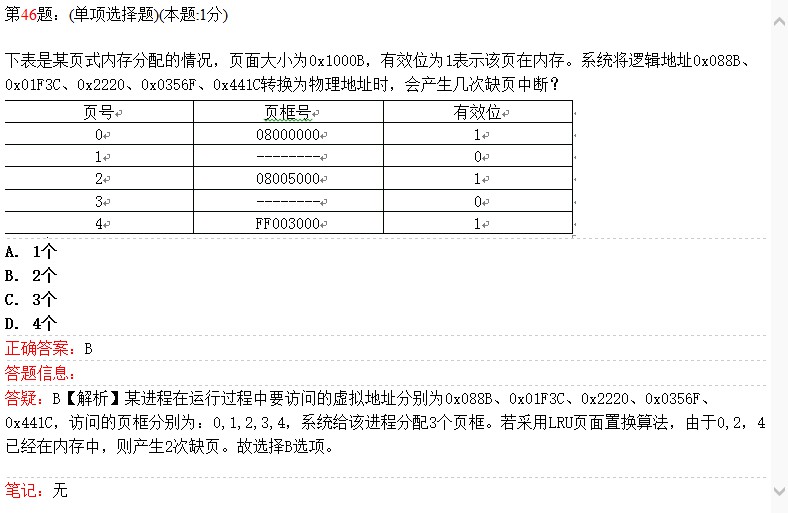 第46题：(单项选择题)(本题:1分)
下表是某页式内存分配的情况，页面大小为0x1000B，有效位为1表示该页在内存。系统将逻辑地址0x088B、
0x01F3C、0x2220、0x0356F、0x441C转换为物理地址时，会产生几次缺页中断？
页号 页框号 有效位
0 08000000 1
1 -------- 0
2 08005000 1
3 -------- 0
4 FF003000 1
A. 1个
B. 2个
C. 3个
D. 4个
正确答案：B
答题信息：
答疑：B【解析】某进程在运行过程中要访问的虚拟地址分别为0x088B、0x01F3C、0x2220、0x0356F、
0x441C，访问的页框分别为：0,1,2,3,4，系统给该进程分配3个页框。若采用LRU页面置换算法，由于0,2，4
已经在内存中，则产生2次缺页。故选择B选项。
笔记：无